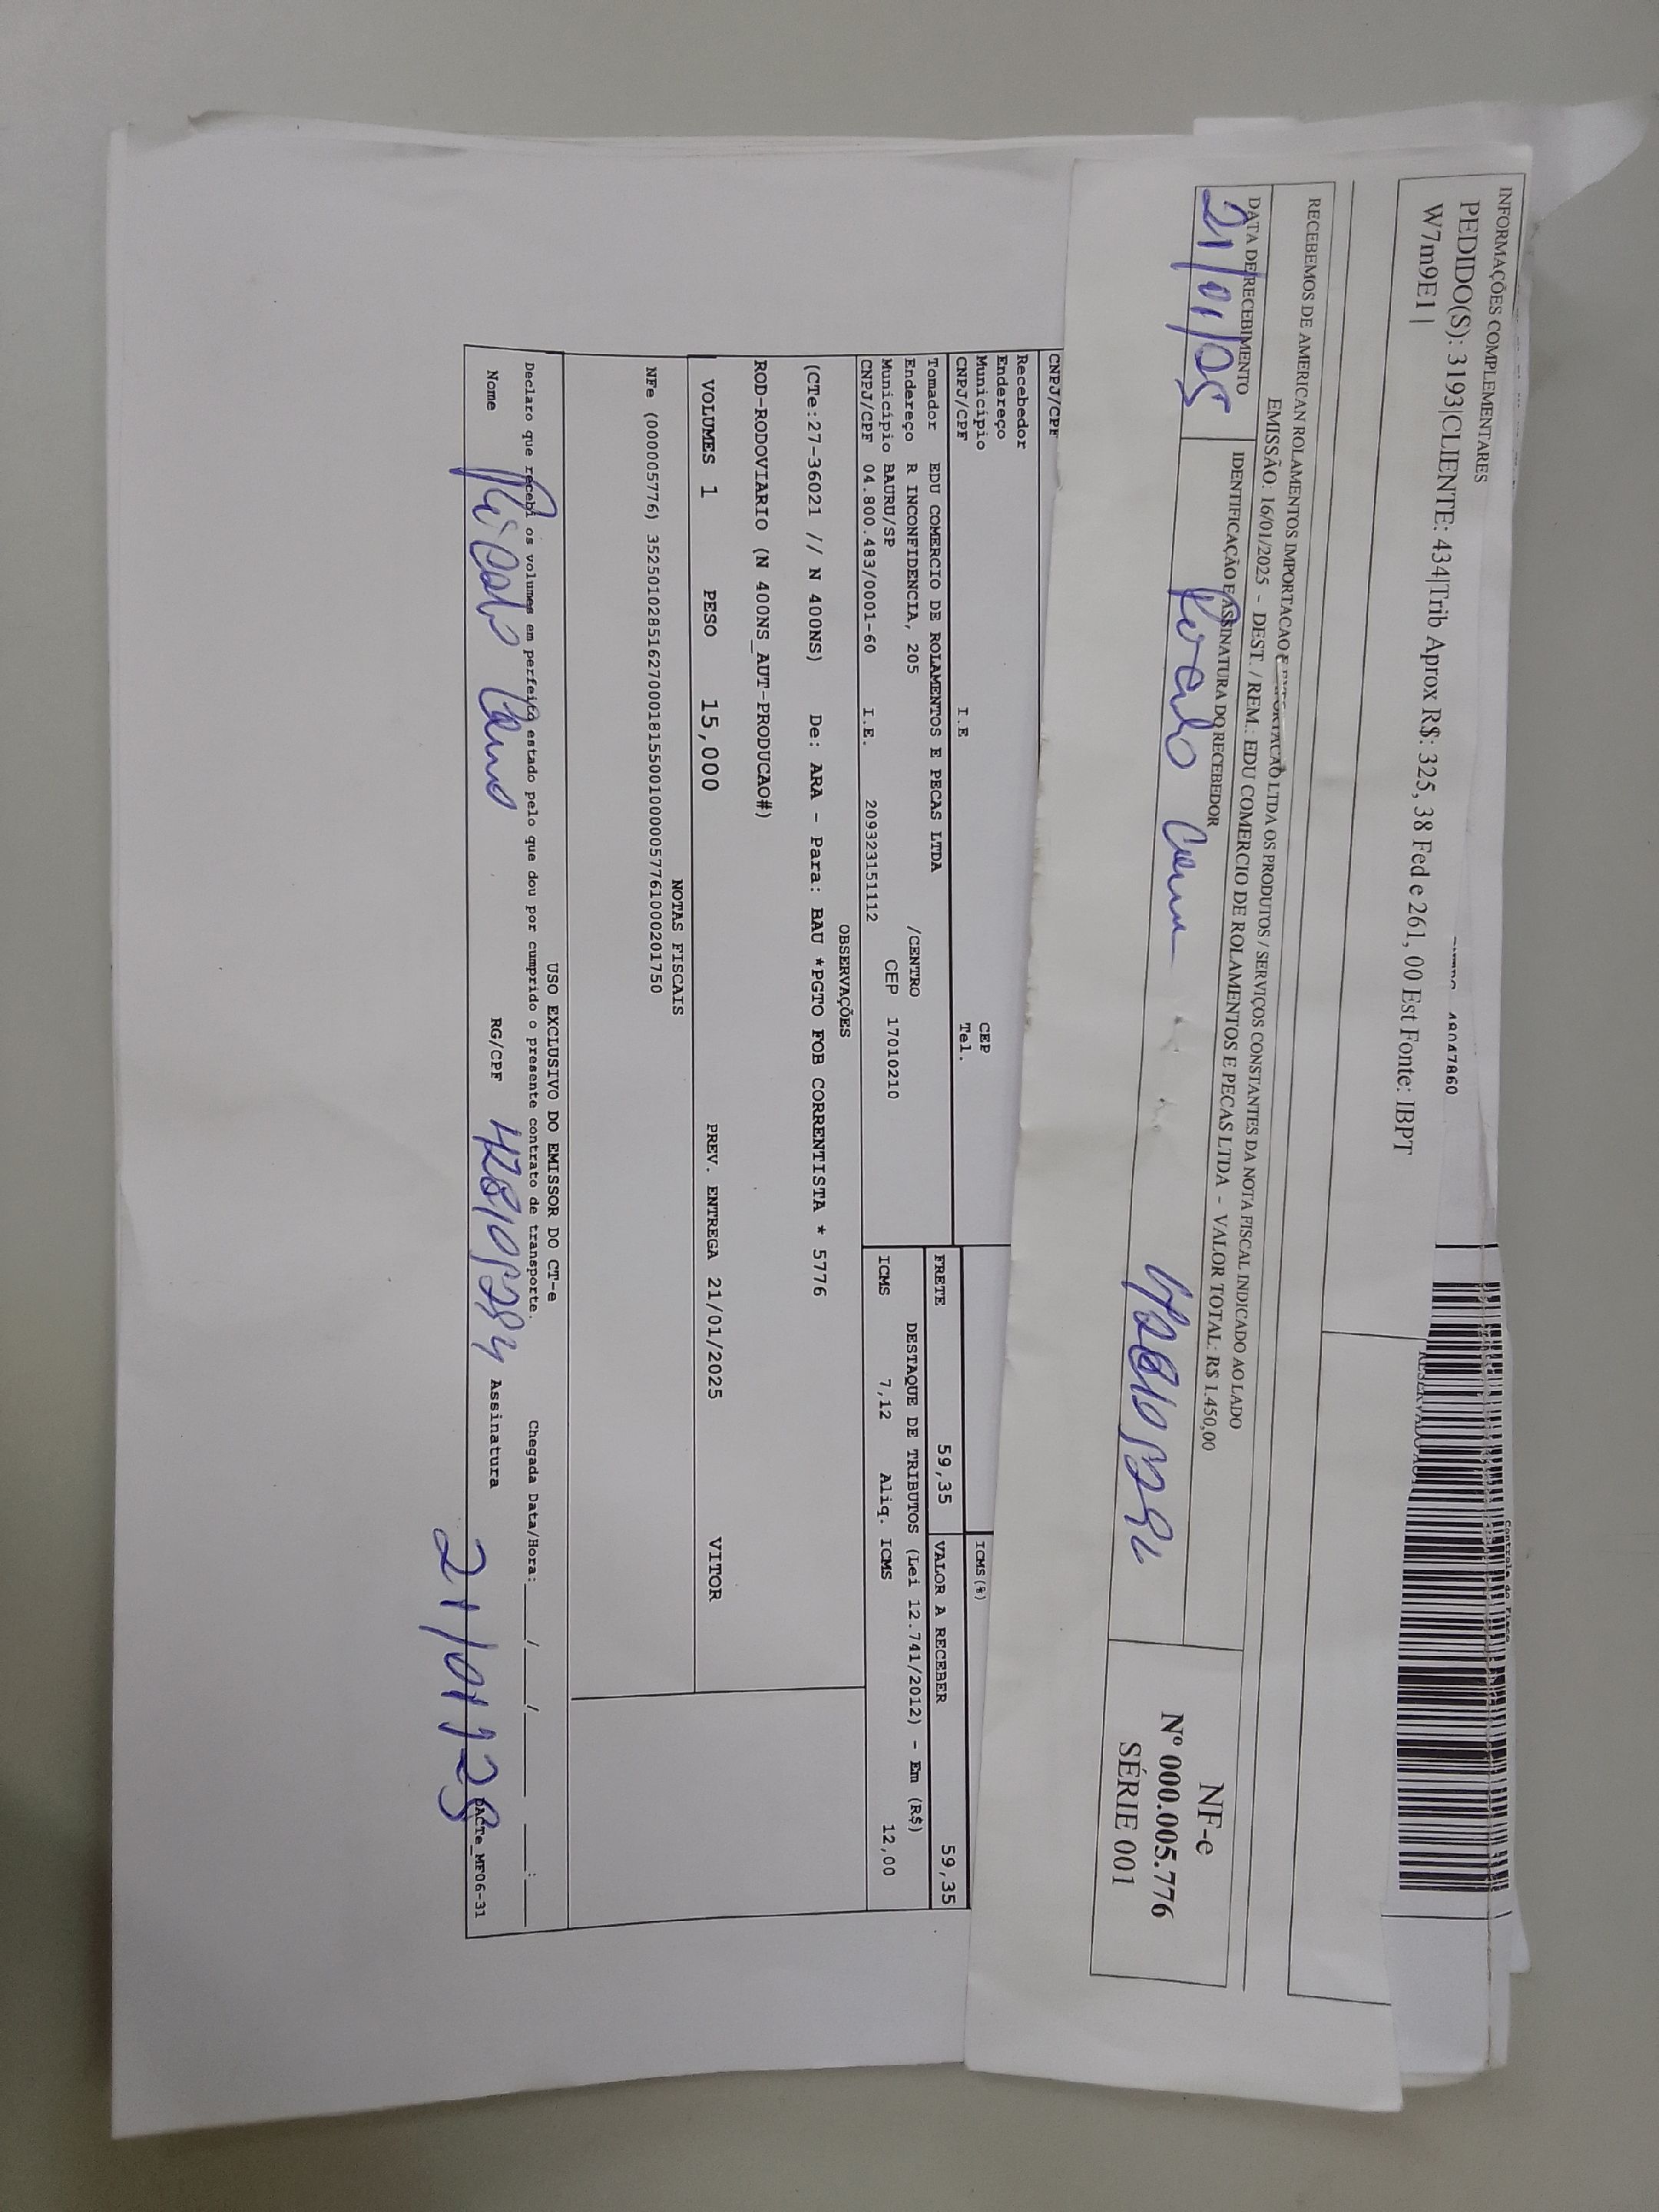 INFORMAÇÕES COMPLEMENTARES
PEDIDO(S): 3193|CLIENTE: 434|Trib Aprox R$: 325, 38 Fed e 261, 00 Est Fonte: IBPT
W7m9E1 |
RECEBEMOS DE AMERICAN ROLAMENTOS IMPORTACAO E LTDA OS PRODUTOS / SERVIÇOS CONSTANTES DA NOTA FISCAL INDICADO AO LADO
EMISSÃO: 16/01/2025 - DEST. / REM.: EDU COMERCIO DE ROLAMENTOS E PECAS LTDA - VALOR TOTAL: R$ 1.450,00
DATA DE RECEBIMENTO
IDENTIFICAÇÃO E ASSINATURA DO RECEBEDOR
21/01/25
NF-e
Nº 000.005.776
SÉRIE 001
CNPJ/CPF
Recebedor
Endereço
Município CEP
CNPJ/CPF I.E Tel.
ICMS(%)
Tomador EDU COMERCIO DE ROLAMENTOS E PECAS LTDA
Endereço R INCONFIDENCIA, 205 /CENTRO
Município BAURU/SP CEP 17010210
CNPJ/CPF 04.800.483/0001-60 I.E. 209323151112
FRETE 59,35 VALOR A RECEBER 59,35
DESTAQUE DE TRIBUTOS (Lei 12.741/2012) - Em (R$)
ICMS 7,12 Aliq. ICMS 12,00
OBSERVAÇÕES
(CTe:27-36021 // N 400NS) De: ARA - Para: BAU *PGTO FOB CORRENTISTA * 5776
ROD-RODOVIARIO (N 400NS_AUT-PRODUCAO#)
VOLUMES 1 PESO 15,000 PREV. ENTREGA 21/01/2025 VITOR
NOTAS FISCAIS
NFe (000005776) 35250102851627000181550010000057761000201750
USO EXCLUSIVO DO EMISSOR DO CT-e
Declaro que recebi os volumes em perfeito estado pelo que dou por cumprido o presente contrato de transporte. Chegada Data/Hora:____/____/______ ___:____
Nome RG/CPF Assinatura
21/01/25
DACTe_MF06-31